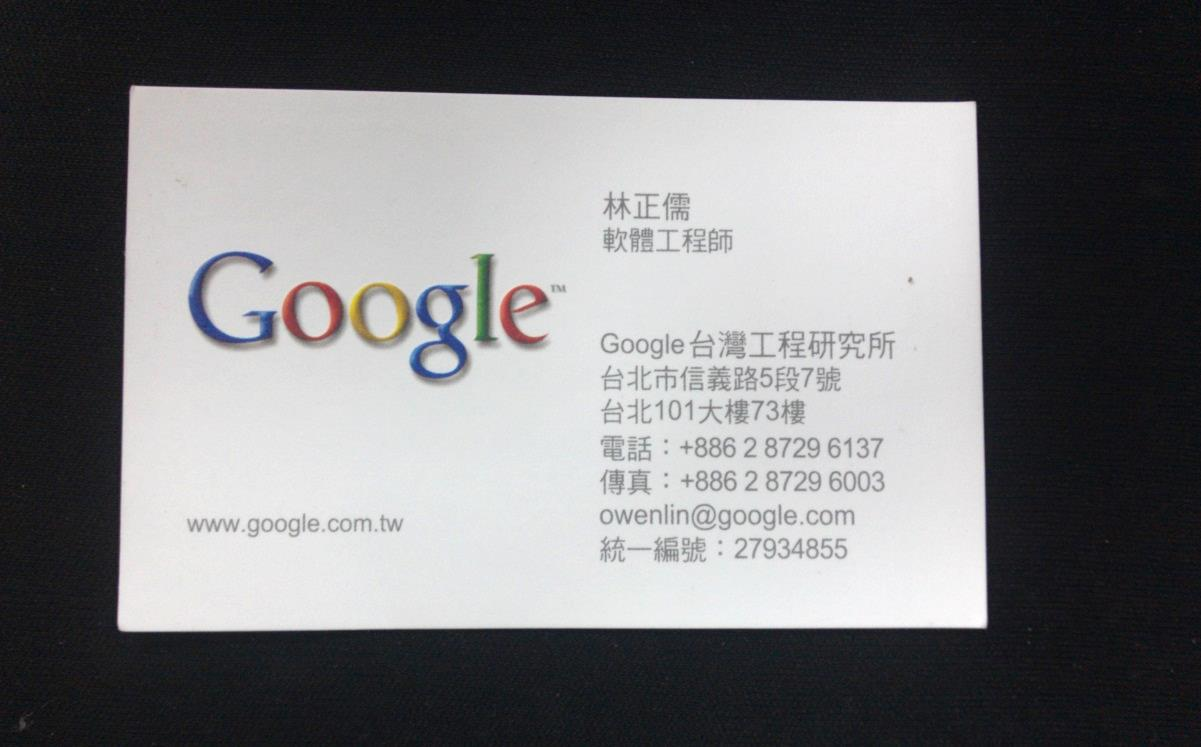 Google™
www.google.com.tw
林正儒
軟體工程師
Google台灣工程研究所
台北市信義路5段7號
台北101大樓73樓
電話：+886 2 8729 6137
傳真：+886 2 8729 6003
owenlin@google.com
統一編號：27934855